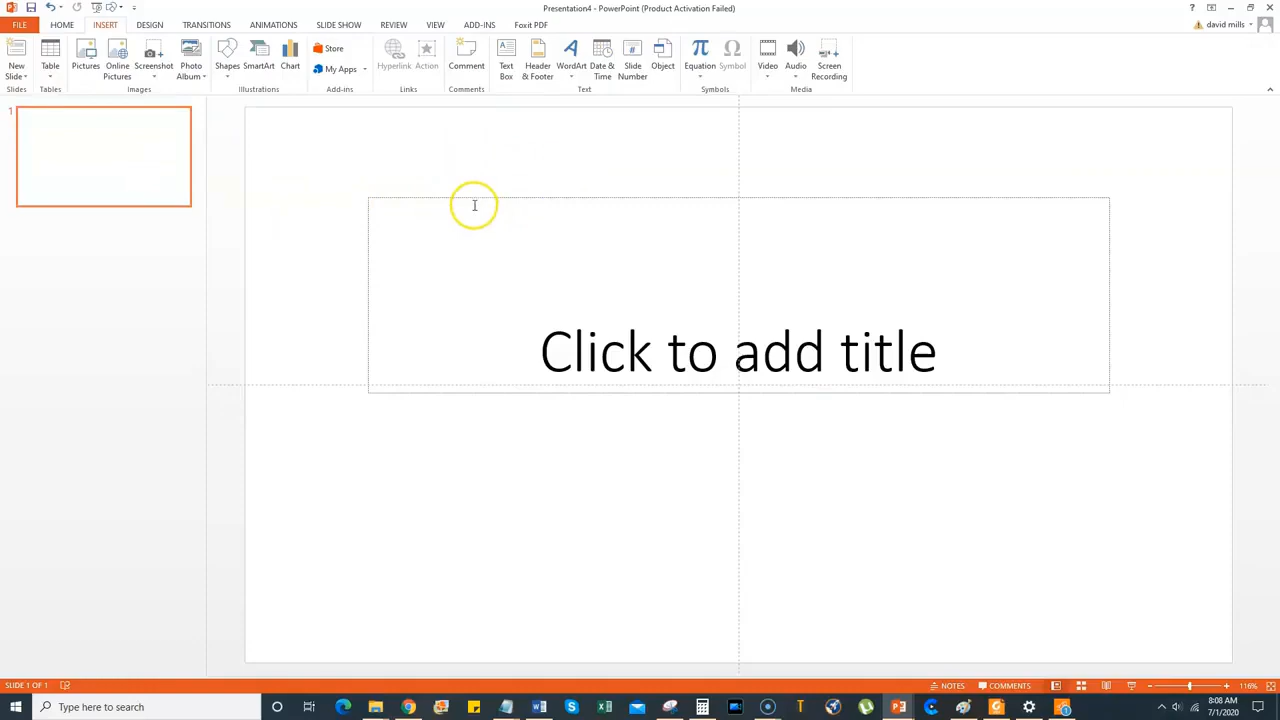 Presentation4 - PowerPoint (Product Activation Failed)
FILE HOME INSERT DESIGN TRANSITIONS ANIMATIONS SLIDE SHOW REVIEW VIEW ADD-INS Foxit PDF david mills
New Slide
Table
Pictures
Online Pictures
Screenshot
Photo Album
Shapes
SmartArt
Chart
Store
My Apps
Hyperlink
Action
Comment
Text Box
Header & Footer
WordArt
Date & Time
Slide Number
Object
Equation
Symbol
Video
Audio
Screen Recording
Slides Tables Images Illustrations Add-ins Links Comments Text Symbols Media
1
Click to add title
SLIDE 1 OF 1 NOTES COMMENTS 116%
Type here to search
8:08 AM
7/1/2020